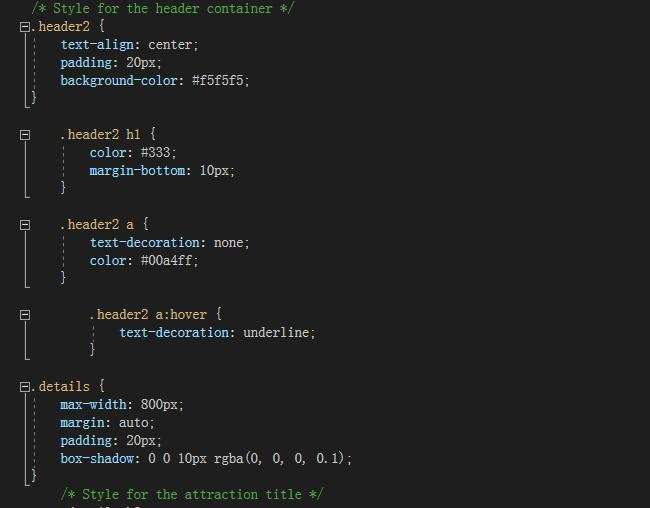 /* Style for the header container */
.header2 {
text-align: center;
padding: 20px;
background-color: #f5f5f5;
}
.header2 h1 {
color: #333;
margin-bottom: 10px;
}
.header2 a {
text-decoration: none;
color: #00a4ff;
}
.header2 a:hover {
text-decoration: underline;
}
.details {
max-width: 800px;
margin: auto;
padding: 20px;
box-shadow: 0 0 10px rgba(0, 0, 0, 0.1);
}
/* Style for the attraction title */